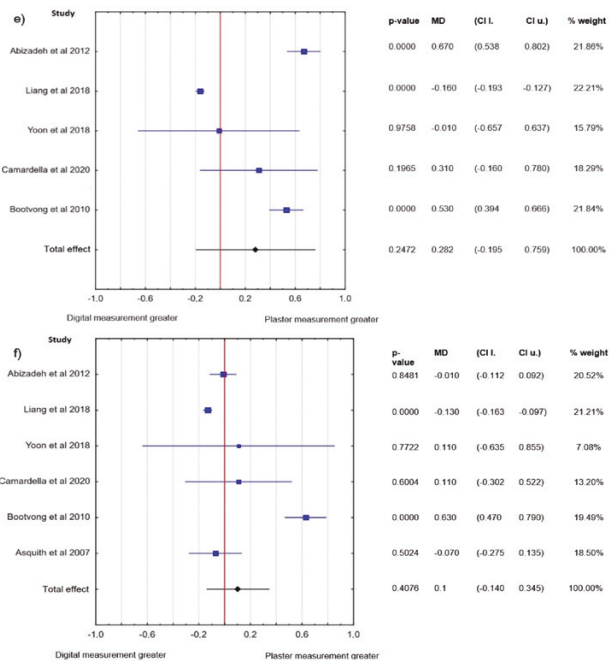 e)
Study
p-value MD (CI l. CI u.) % weight
Abizadeh et al 2012 0.0000 0.670 (0.538 0.802) 21.86%
Liang et al 2018 0.0000 -0.160 (-0.193 -0.127) 22.21%
Yoon et al 2018 0.9758 -0.010 (-0.657 0.637) 15.79%
Camardella et al 2020 0.1965 0.310 (-0.160 0.780) 18.29%
Bootvong et al 2010 0.0000 0.530 (0.394 0.666) 21.84%
Total effect 0.2472 0.282 (-0.195 0.759) 100.00%
-1.0 -0.6 -0.2 0.2 0.6 1.0
Digital measurement greater Plaster measurement greater
f)
Study
p-
value MD (CI l. CI u.) % weight
Abizadeh et al 2012 0.8481 -0.010 (-0.112 0.092) 20.52%
Liang et al 2018 0.0000 -0.130 (-0.163 -0.097) 21.21%
Yoon et al 2018 0.7722 0.110 (-0.635 0.855) 7.08%
Camardella et al 2020 0.6004 0.110 (-0.302 0.522) 13.20%
Bootvong et al 2010 0.0000 0.630 (0.470 0.790) 19.49%
Asquith et al 2007 0.5024 -0.070 (-0.275 0.135) 18.50%
Total effect 0.4076 0.1 (-0.140 0.345) 100.00%
-1.0 -0.6 -0.2 0.2 0.6 1.0
Digital measurement greater Plaster measurement greater